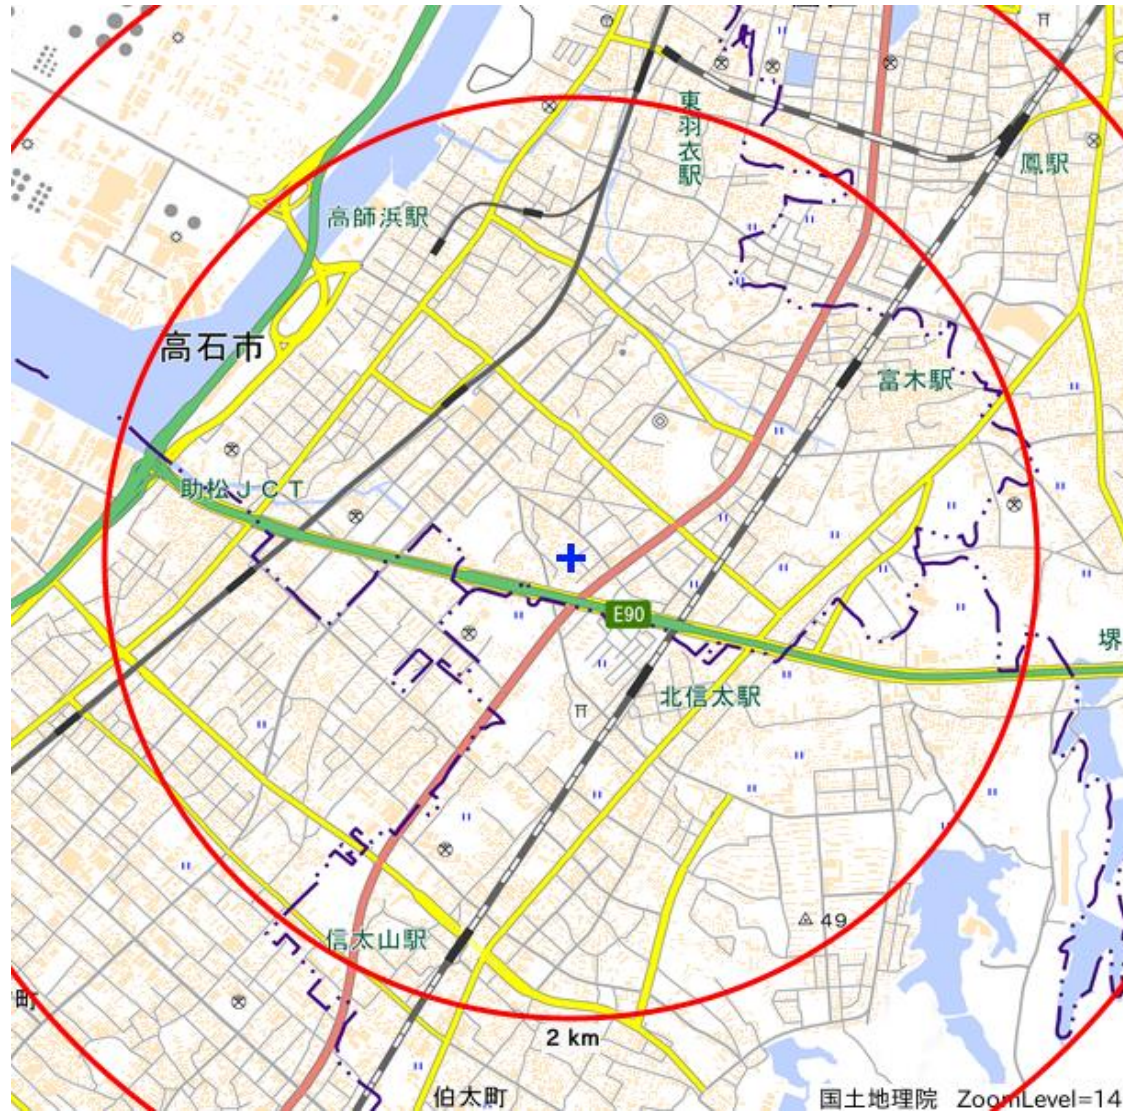 東羽衣駅
鳳駅
高師浜駅
高石市
富木駅
助松JCT
E90
堺
北信太駅
49
信太山駅
町
2 km
伯太町
国土地理院 ZoomLevel=14